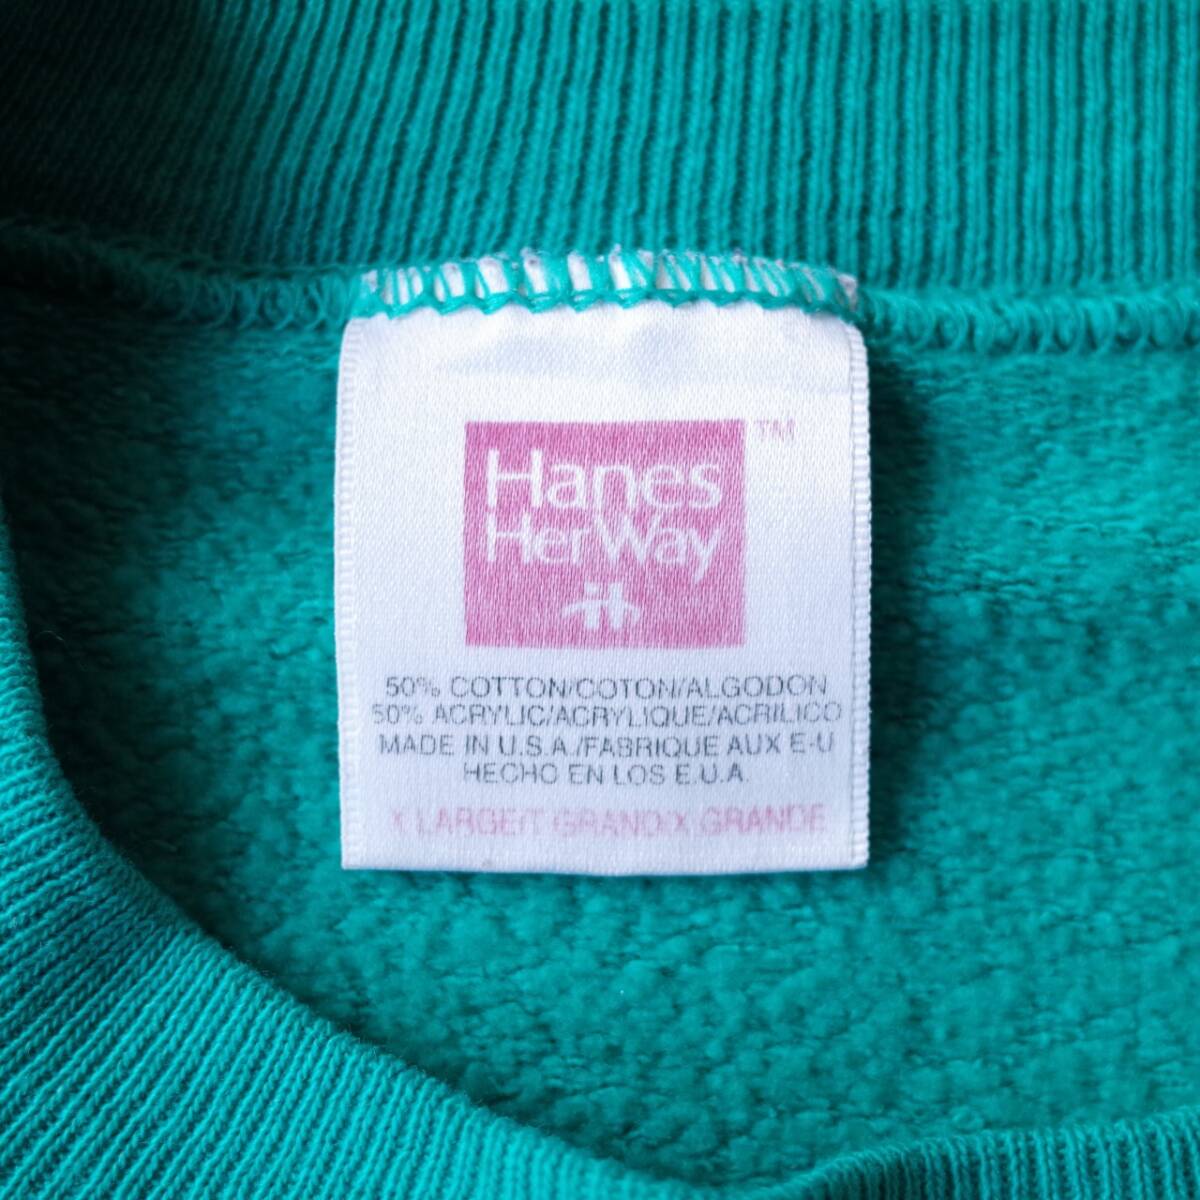 Hanes
HerWay
TM
50% COTTON/COTON/ALGODON
50% ACRYLIC/ACRYLIQUE/ACRILICO
MADE IN U.S.A./FABRIQUE AUX E-U
HECHO EN LOS E.U.A.
X LARGE/T GRAND/X GRANDE